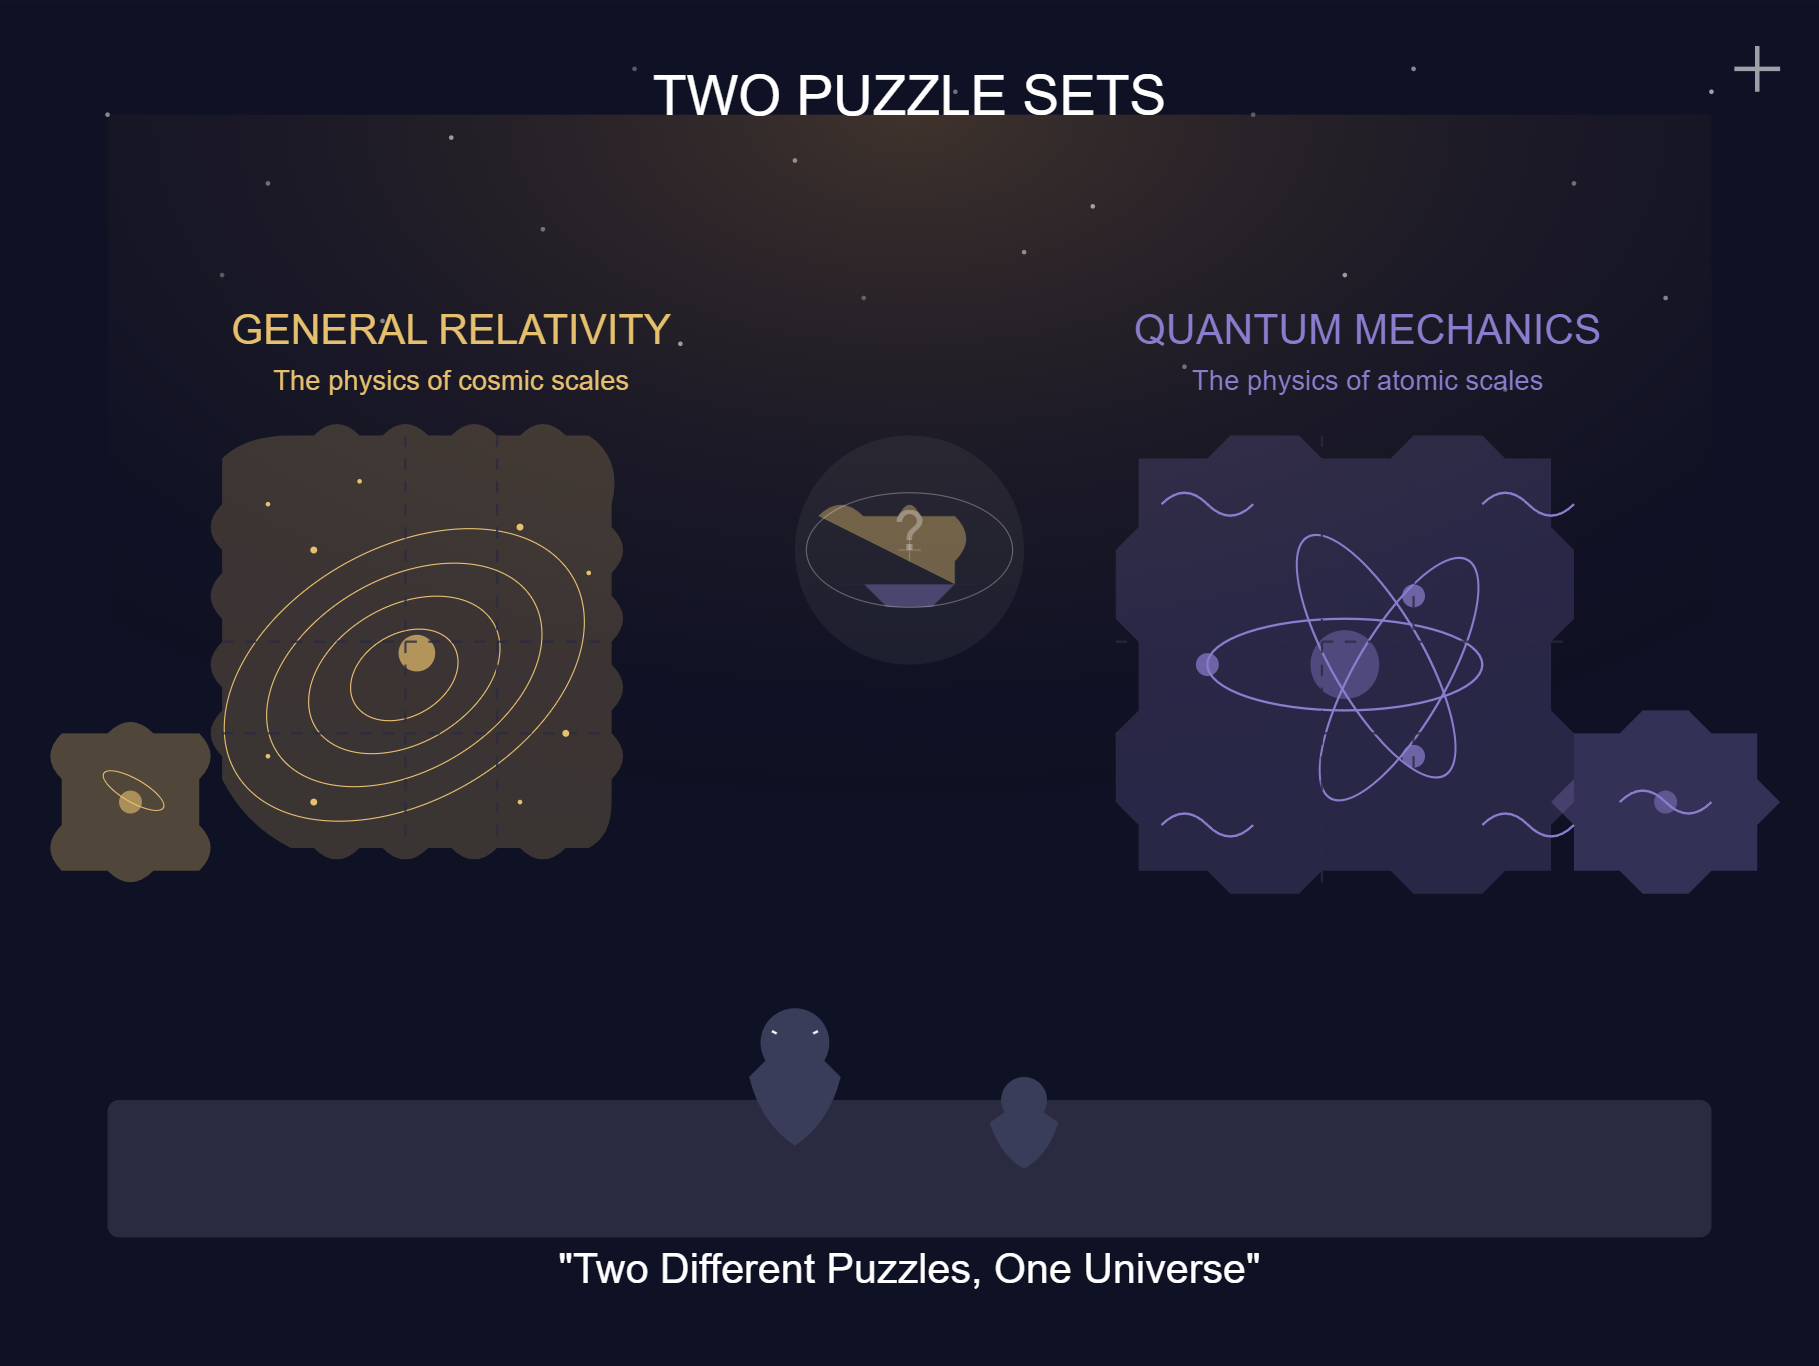 TWO PUZZLE SETS
GENERAL RELATIVITY
The physics of cosmic scales
QUANTUM MECHANICS
The physics of atomic scales
?
"Two Different Puzzles, One Universe"